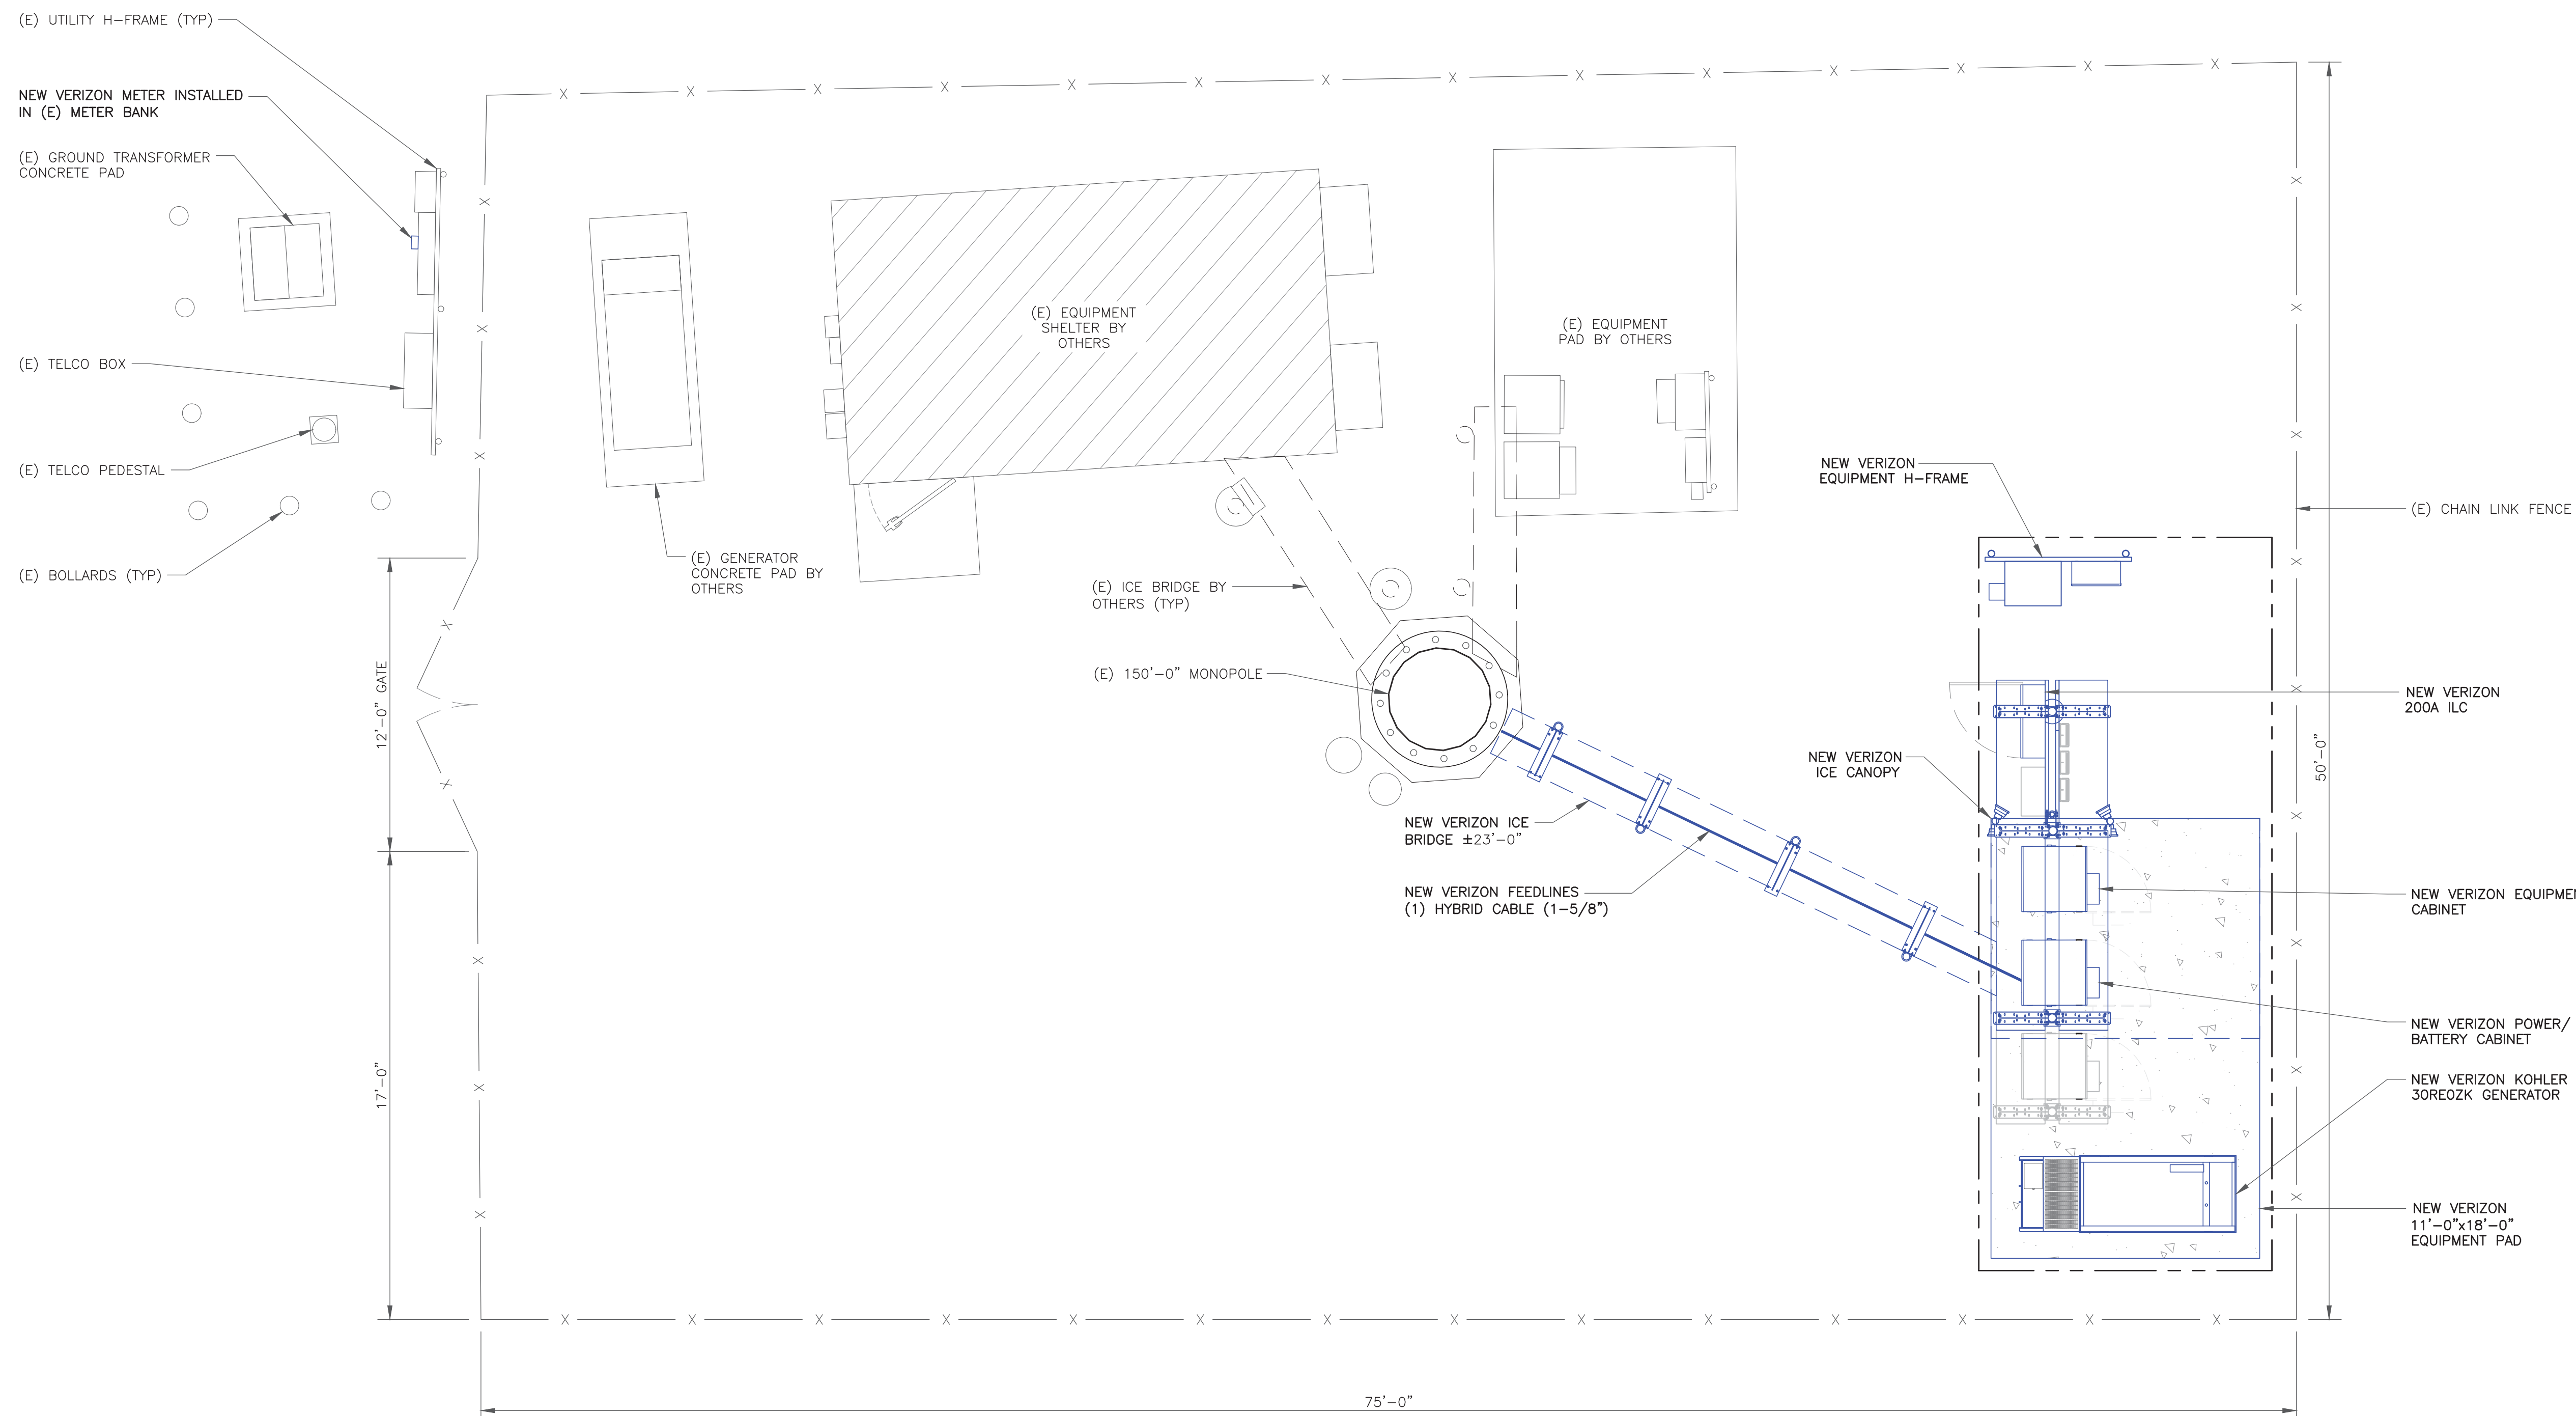 (E) UTILITY H-FRAME (TYP)
NEW VERIZON METER INSTALLED
IN (E) METER BANK
(E) GROUND TRANSFORMER
CONCRETE PAD
(E) TELCO BOX
(E) TELCO PEDESTAL
(E) BOLLARDS (TYP)
12'-0" GATE
17'-0"
(E) GENERATOR
CONCRETE PAD BY
OTHERS
(E) EQUIPMENT
SHELTER BY
OTHERS
(E) EQUIPMENT
PAD BY OTHERS
(E) ICE BRIDGE BY
OTHERS (TYP)
(E) 150'-0" MONOPOLE
NEW VERIZON ICE
BRIDGE ±23'-0"
NEW VERIZON FEEDLINES
(1) HYBRID CABLE (1-5/8")
NEW VERIZON
EQUIPMENT H-FRAME
NEW VERIZON
ICE CANOPY
(E) CHAIN LINK FENCE
NEW VERIZON
200A ILC
50'-0"
NEW VERIZON EQUIPMEN
CABINET
NEW VERIZON POWER/
BATTERY CABINET
NEW VERIZON KOHLER
30REOZK GENERATOR
NEW VERIZON
11'-0"x18'-0"
EQUIPMENT PAD
75'-0"